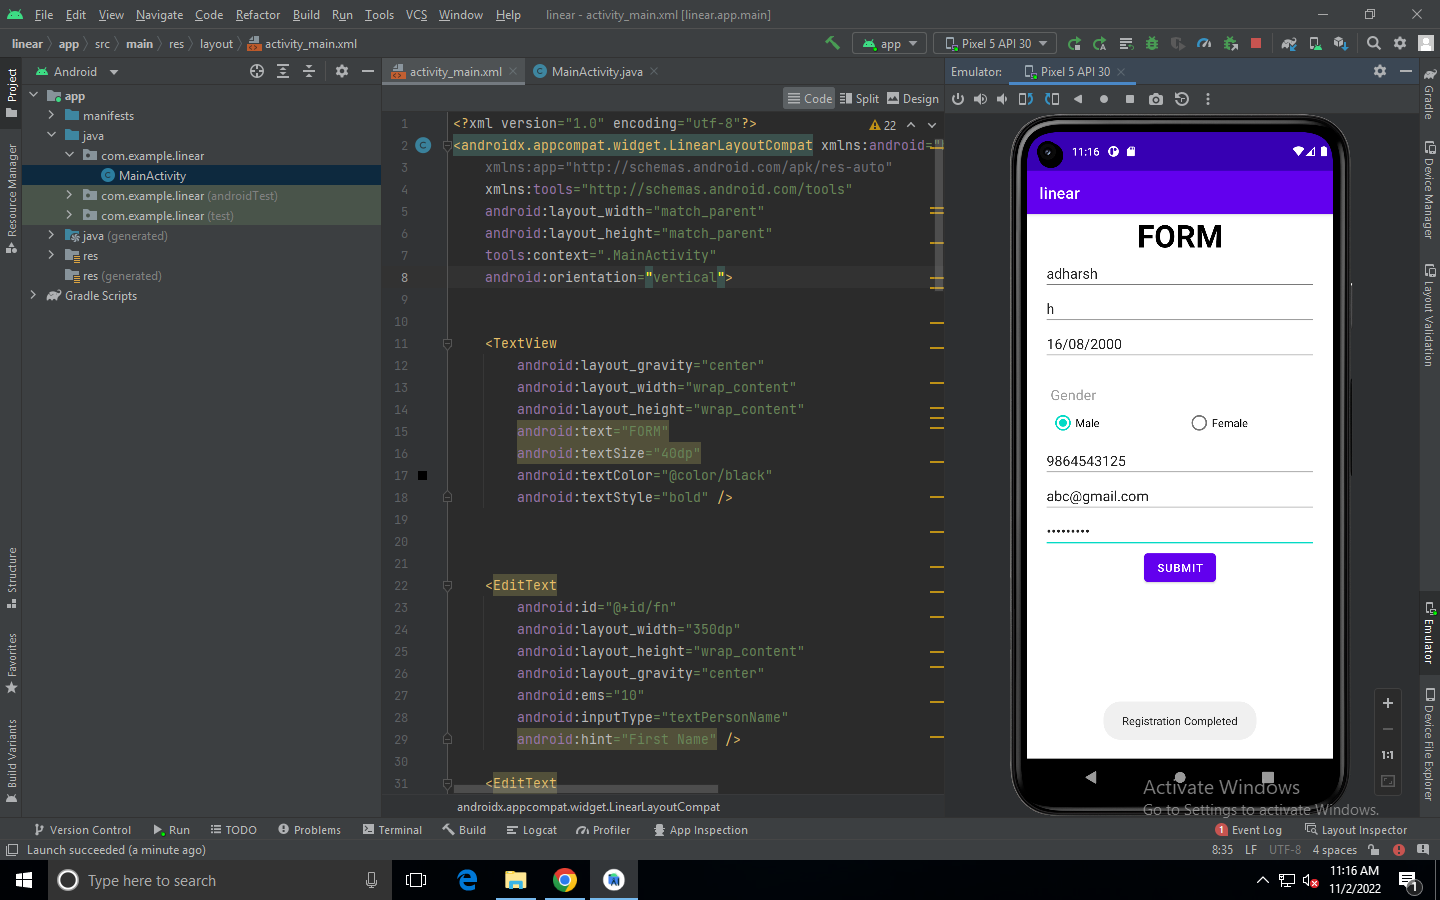 File Edit View Navigate Code Refactor Build Run Tools VCS Window Help linear - activity_main.xml [linear.app.main]
linear app src main res layout activity_main.xml
app Pixel 5 API 30
Project
Android
activity_main.xml MainActivity.java
Emulator: Pixel 5 API 30
Code Split Design
app
manifests
java
com.example.linear
MainActivity
com.example.linear (androidTest)
com.example.linear (test)
java (generated)
res
res (generated)
Gradle Scripts
Resource Manager
Structure
Favorites
Build Variants
22
1 <?xml version="1.0" encoding="utf-8"?>
2 <androidx.appcompat.widget.LinearLayoutCompat xmlns:android="
3 xmlns:app="http://schemas.android.com/apk/res-auto"
4 xmlns:tools="http://schemas.android.com/tools"
5 android:layout_width="match_parent"
6 android:layout_height="match_parent"
7 tools:context=".MainActivity"
8 android:orientation="vertical">
9
10
11 <TextView
12 android:layout_gravity="center"
13 android:layout_width="wrap_content"
14 android:layout_height="wrap_content"
15 android:text="FORM"
16 android:textSize="40dp"
17 android:textColor="@color/black"
18 android:textStyle="bold" />
19
20
21
22 <EditText
23 android:id="@+id/fn"
24 android:layout_width="350dp"
25 android:layout_height="wrap_content"
26 android:layout_gravity="center"
27 android:ems="10"
28 android:inputType="textPersonName"
29 android:hint="First Name" />
30
31 <EditText
androidx.appcompat.widget.LinearLayoutCompat
11:16
linear
FORM
adharsh
h
16/08/2000
Gender
Male Female
9864543125
abc@gmail.com
•••••••••
SUBMIT
Registration Completed
1:1
Activate Windows
Go to Settings to activate Windows.
Gradle
Device Manager
Layout Validation
Emulator
Device File Explorer
Version Control Run TODO Problems Terminal Build Logcat Profiler App Inspection 1 Event Log Layout Inspector
Launch succeeded (a minute ago) 8:35 LF UTF-8 4 spaces
Type here to search
11:16 AM
11/2/2022
1